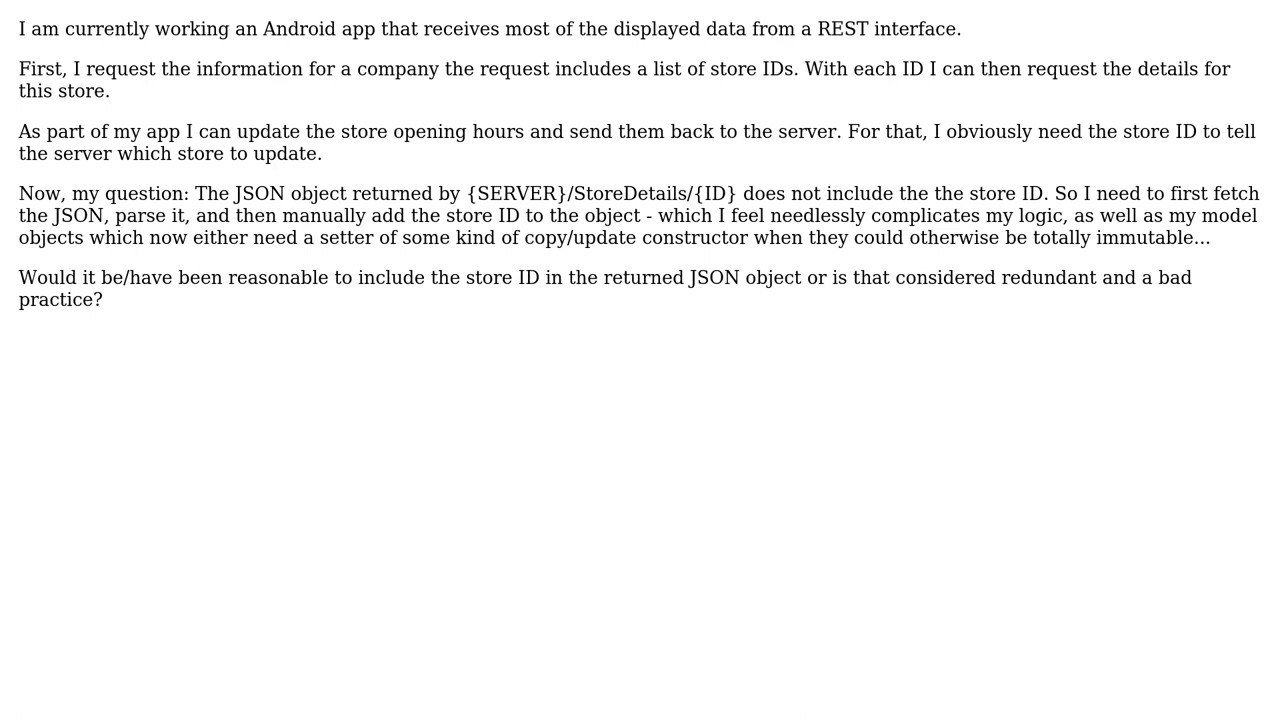 I am currently working an Android app that receives most of the displayed data from a REST interface.
First, I request the information for a company the request includes a list of store IDs. With each ID I can then request the details for
this store.
As part of my app I can update the store opening hours and send them back to the server. For that, I obviously need the store ID to tell
the server which store to update.
Now, my question: The JSON object returned by {SERVER}/StoreDetails/{ID} does not include the the store ID. So I need to first fetch
the JSON, parse it, and then manually add the store ID to the object - which I feel needlessly complicates my logic, as well as my model
objects which now either need a setter of some kind of copy/update constructor when they could otherwise be totally immutable...
Would it be/have been reasonable to include the store ID in the returned JSON object or is that considered redundant and a bad
practice?